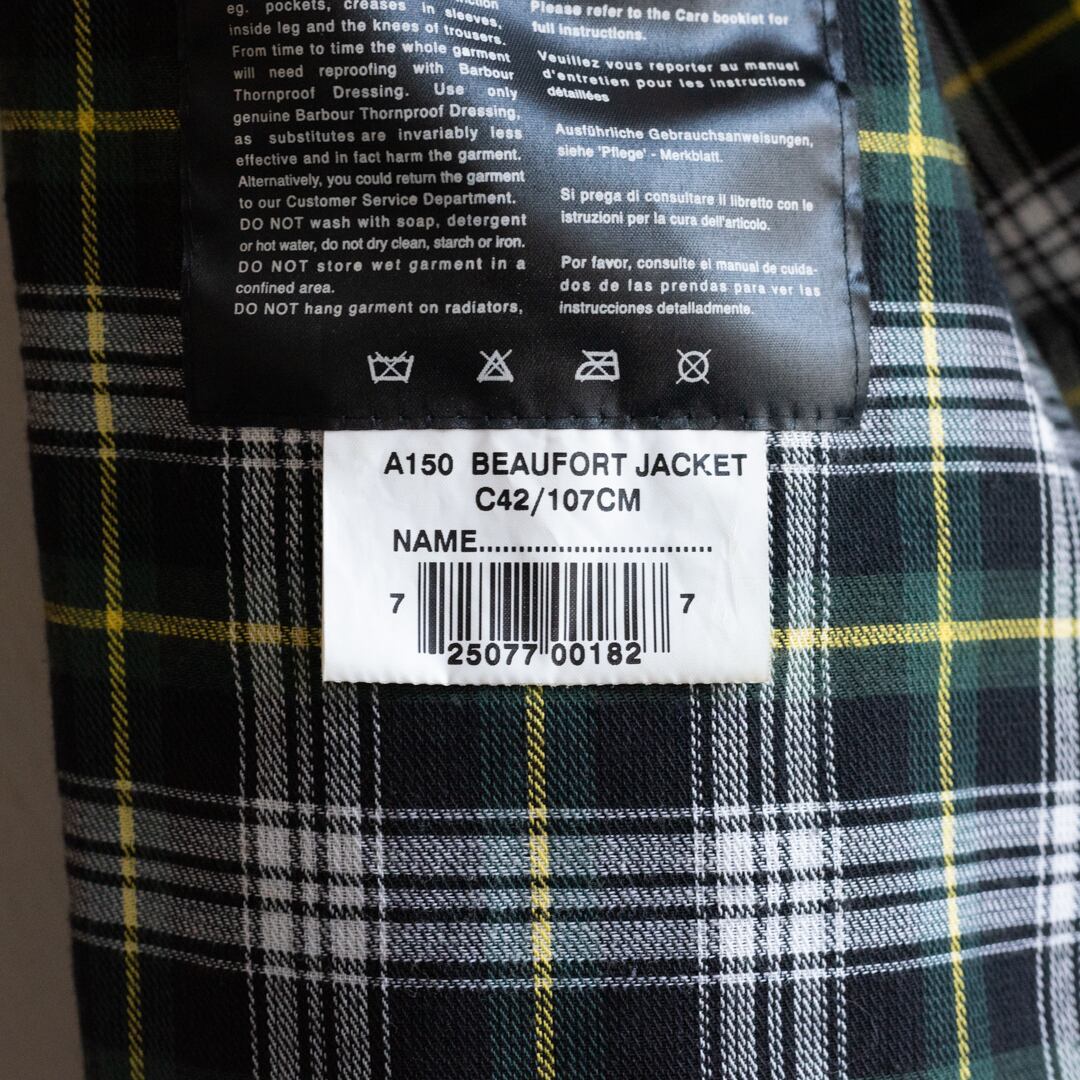 eg. pockets, creases in sleeves,
inside leg and the knees of trousers.
From time to time the whole garment
will need reproofing with Barbour
Thornproof Dressing. Use only
genuine Barbour Thornproof Dressing,
as substitutes are invariably less
effective and in fact harm the garment.
Alternatively, you could return the garment
to our Customer Service Department.
DO NOT wash with soap, detergent
or hot water, do not dry clean, starch or iron.
DO NOT store wet garment in a
confined area.
DO NOT hang garment on radiators,
Please refer to the Care booklet for
full Instructions.
Veuillez vous reporter au manuel
d'entretien pour les instructions
détaillées
Ausführliche Gebrauchsanweisungen,
siehe 'Pflege' - Merkblatt.
Si prega di consultare il libretto con le
istruzioni per la cura dell'articolo.
Por favor, consulte el manual de cuida-
dos de las prendas para ver las
instrucciones detalladmente.
A150 BEAUFORT JACKET
C42/107CM
NAME..............................
7 25077 00182 7